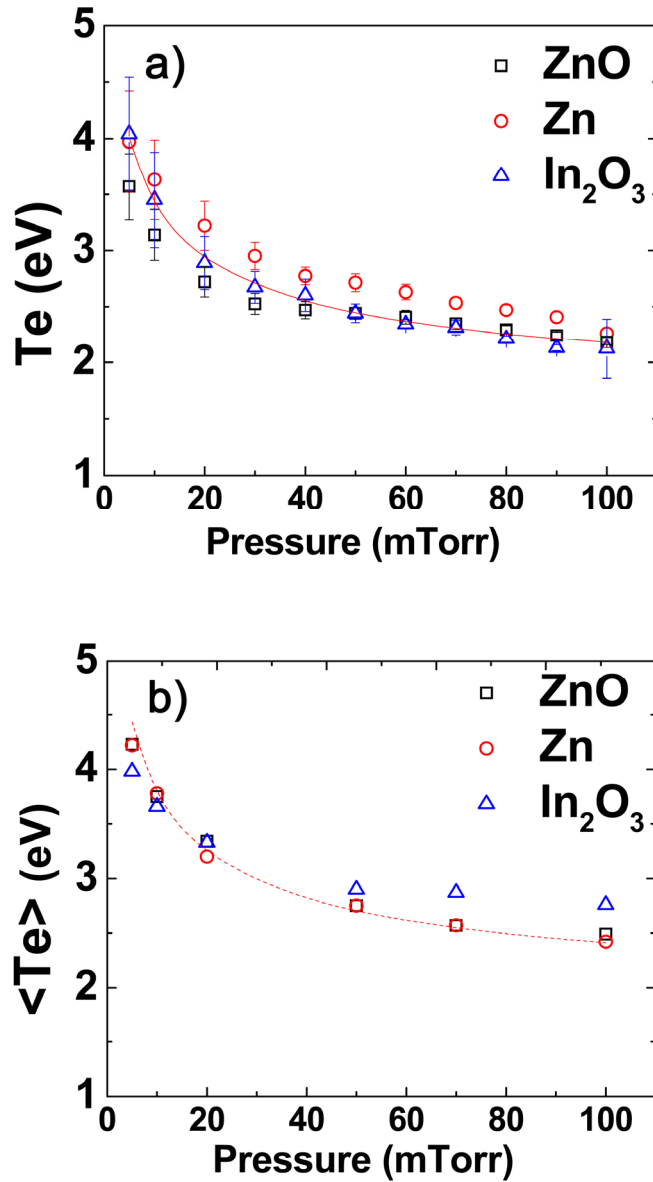 5
a)
ZnO
Zn
In₂O₃
4
3
2
1
Te (eV)
0 20 40 60 80 100
Pressure (mTorr)
5
b)
ZnO
Zn
In₂O₃
4
3
2
1
<Te> (eV)
0 20 40 60 80 100
Pressure (mTorr)